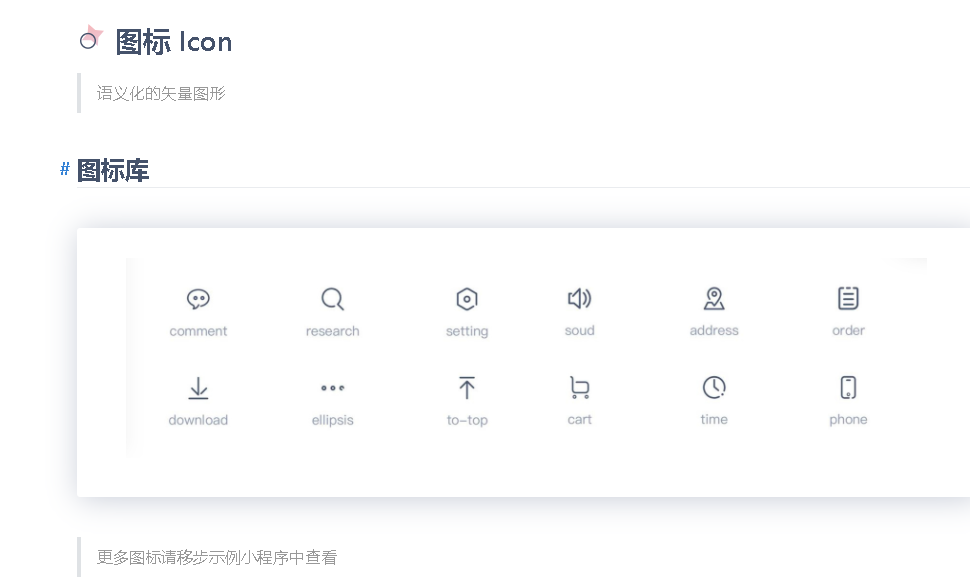 图标 Icon
语义化的矢量图形
# 图标库
comment research setting soud address order
download ellipsis to-top cart time phone
更多图标请移步示例小程序中查看